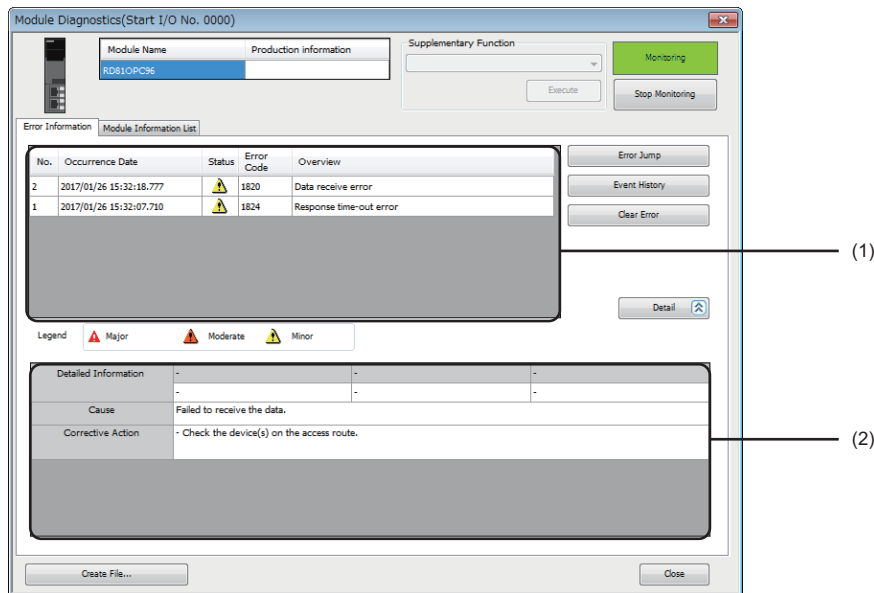 Module Diagnostics(Start I/O No. 0000)
Module Name Production information
RD81OPC96
Supplementary Function
Execute
Monitoring
Stop Monitoring
Error Information Module Information List
No. Occurrence Date Status Error Code Overview
2 2017/01/26 15:32:18.777 1820 Data receive error
1 2017/01/26 15:32:07.710 1824 Response time-out error
Error Jump
Event History
Clear Error
(1)
Detail
Legend Major Moderate Minor
Detailed Information - - -
- - -
Cause Failed to receive the data.
Corrective Action - Check the device(s) on the access route.
(2)
Create File... Close